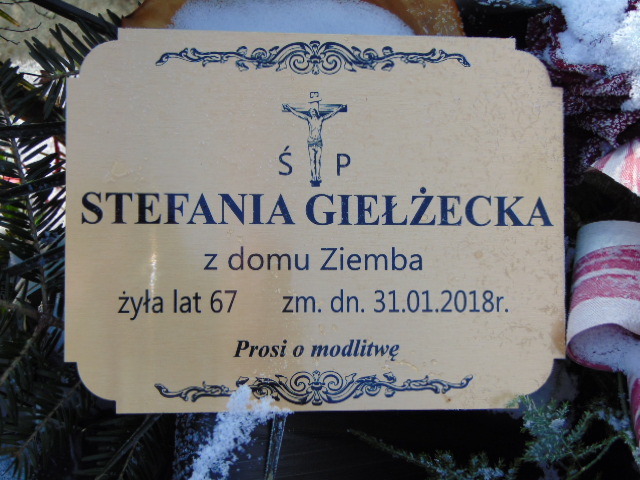 Ś P
STEFANIA GIEŁŻECKA
z domu Ziemba
żyła lat 67 zm. dn. 31.01.2018r.
Prosi o modlitwę